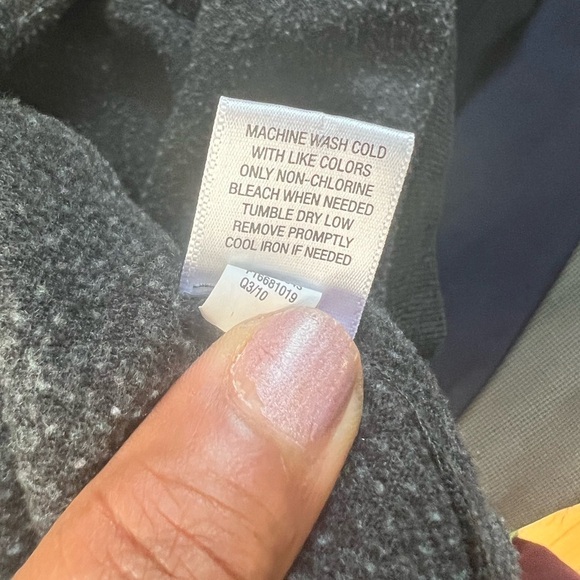 MACHINE WASH COLD
WITH LIKE COLORS
ONLY NON-CHLORINE
BLEACH WHEN NEEDED
TUMBLE DRY LOW
REMOVE PROMPTLY
COOL IRON IF NEEDED
Q3/10